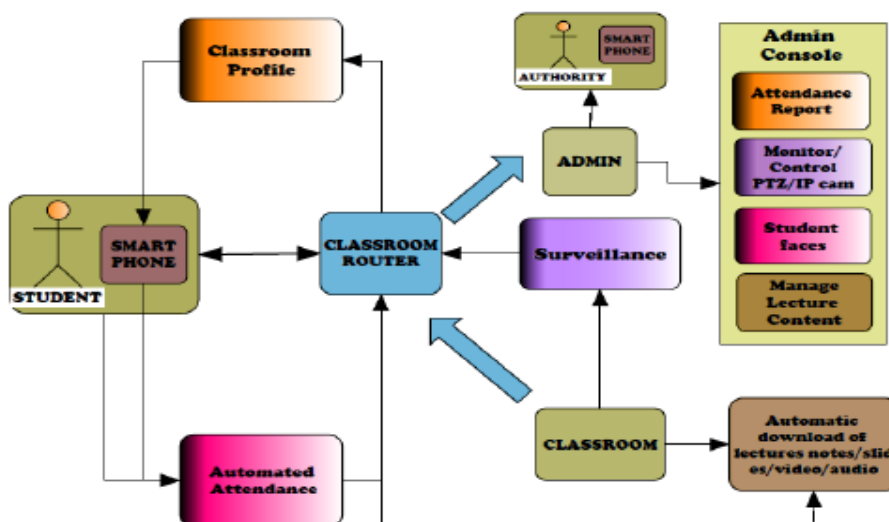 Classroom
Profile
SMART
PHONE
AUTHORITY
Admin
Console
Attendance
Report
ADMIN
Monitor/
Control
PTZ/IP cam
SMART
PHONE
STUDENT
CLASSROOM
ROUTER
Surveillance
Student
faces
Manage
Lecture
Content
Automated
Attendance
CLASSROOM
Automatic
download of
lectures notes/slid
es/video/audio